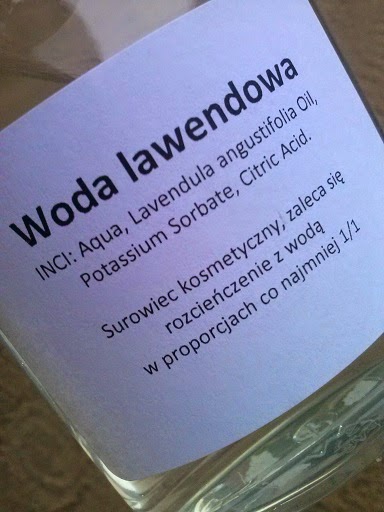 Woda lawendowa
INCI: Aqua, Lavendula angustifolia Oil,
Potassium Sorbate, Citric Acid.
Surowiec kosmetyczny, zaleca się
rozcieńczenie z wodą
w proporcjach co najmniej 1/1